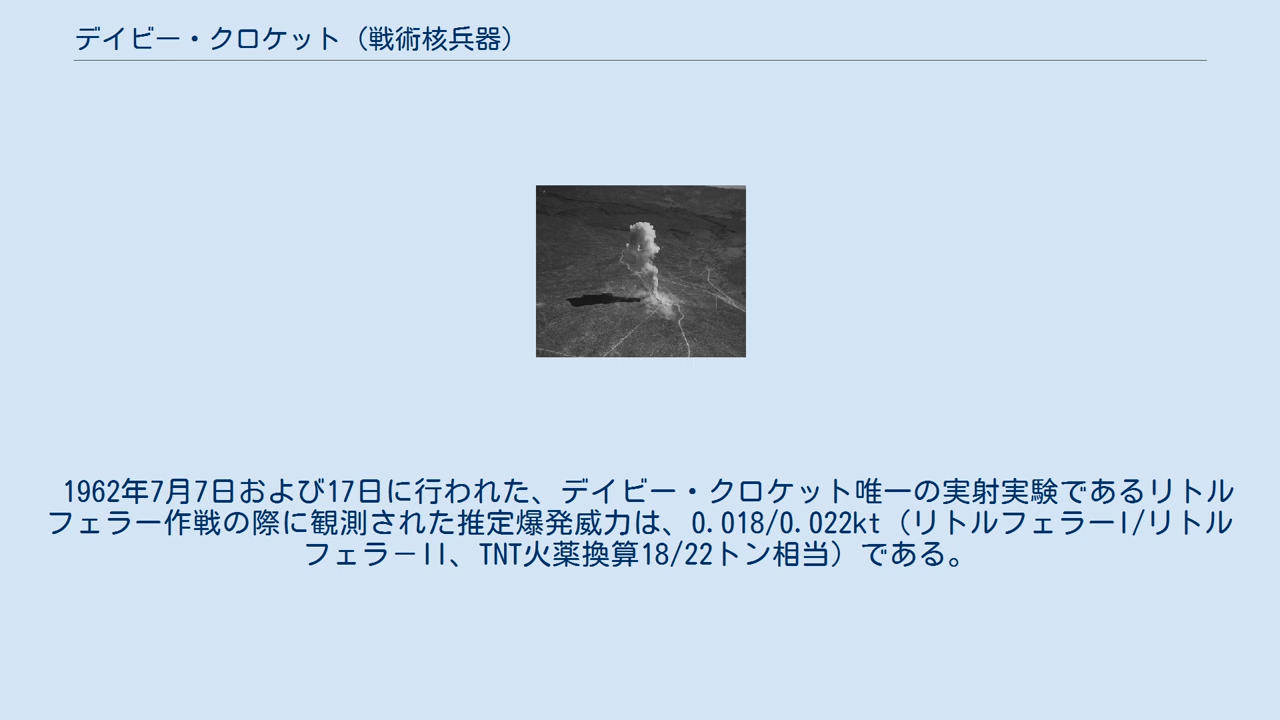 デイビー・クロケット（戦術核兵器）
1962年7月7日および17日に行われた、デイビー・クロケット唯一の実射実験であるリトル
フェラー作戦の際に観測された推定爆発威力は、0.018/0.022kt（リトルフェラーI/リトル
フェラーII、TNT火薬換算18/22トン相当）である。